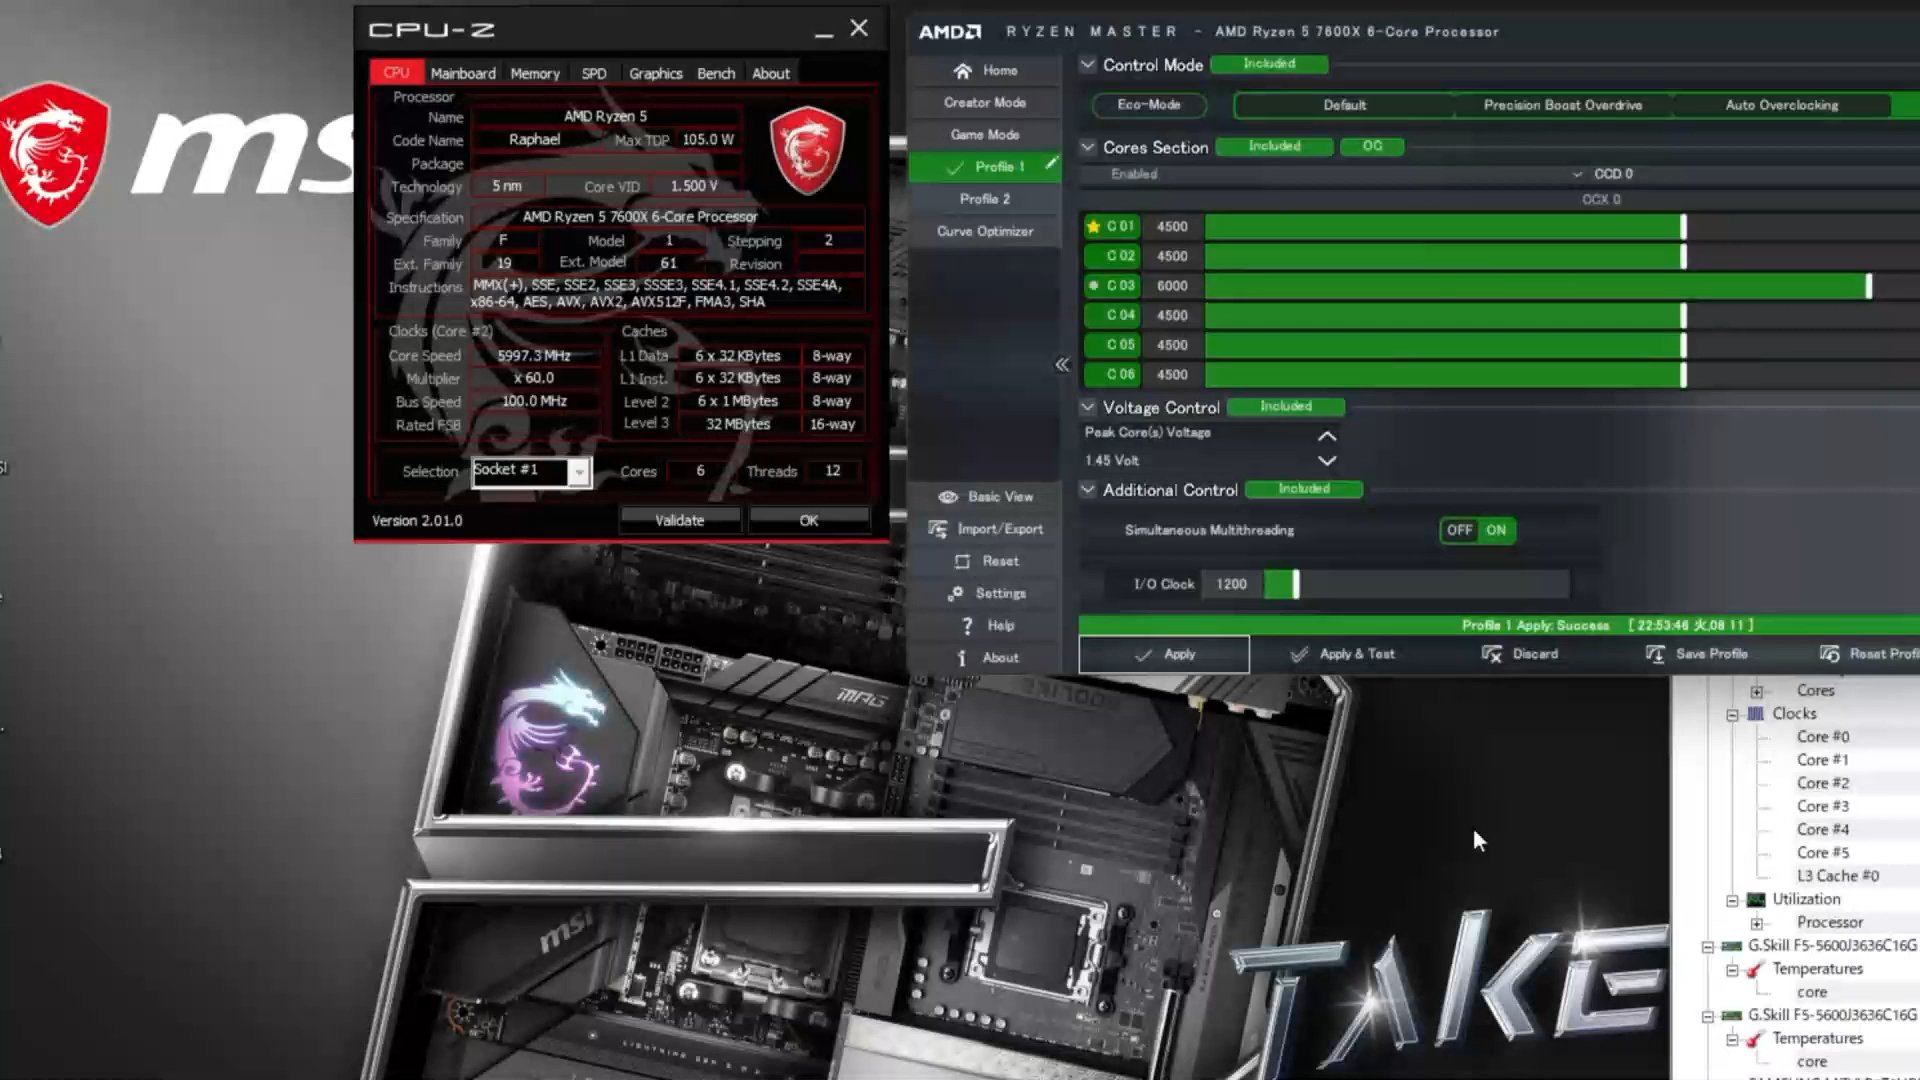 msi
CPU-Z
CPU Mainboard Memory SPD Graphics Bench About
Processor
Name AMD Ryzen 5
Code Name Raphael Max TDP 105.0 W
Package
Technology 5 nm Core VID 1.500 V
Specification AMD Ryzen 5 7600X 6-Core Processor
Family F Model 1 Stepping 2
Ext. Family 19 Ext. Model 61 Revision
Instructions MMX(+), SSE, SSE2, SSE3, SSSE3, SSE4.1, SSE4.2, SSE4A,
x86-64, AES, AVX, AVX2, AVX512F, FMA3, SHA
Clocks (Core #2)
Core Speed 5997.3 MHz
Multiplier x 60.0
Bus Speed 100.0 MHz
Rated FSB
Caches
L1 Data 6 x 32 KBytes 8-way
L1 Inst. 6 x 32 KBytes 8-way
Level 2 6 x 1 MBytes 8-way
Level 3 32 MBytes 16-way
Selection Socket #1 Cores 6 Threads 12
Version 2.01.0 Validate OK
AMD RYZEN MASTER - AMD Ryzen 5 7600X 6-Core Processor
Home
Creator Mode
Game Mode
Profile 1
Profile 2
Curve Optimizer
Basic View
Import/Export
Reset
Settings
Help
About
Control Mode Included
Eco-Mode Default Precision Boost Overdrive Auto Overclocking
Cores Section Included OC
Enabled CCD 0
CCX 0
C 01 4500
C 02 4500
C 03 6000
C 04 4500
C 05 4500
C 06 4500
Voltage Control Included
Peak Core(s) Voltage
1.45 Volt
Additional Control Included
Simultaneous Multithreading OFF ON
I/O Clock 1200
Profile 1 Apply: Success [ 22:53:46 火,08 11 ]
Apply Apply & Test Discard Save Profile Reset Profi
Cores
Clocks
Core #0
Core #1
Core #2
Core #3
Core #4
Core #5
L3 Cache #0
Utilization
Processor
G.Skill F5-5600J3636C16G
Temperatures
core
G.Skill F5-5600J3636C16G
Temperatures
core
MAG
msi
TAKE